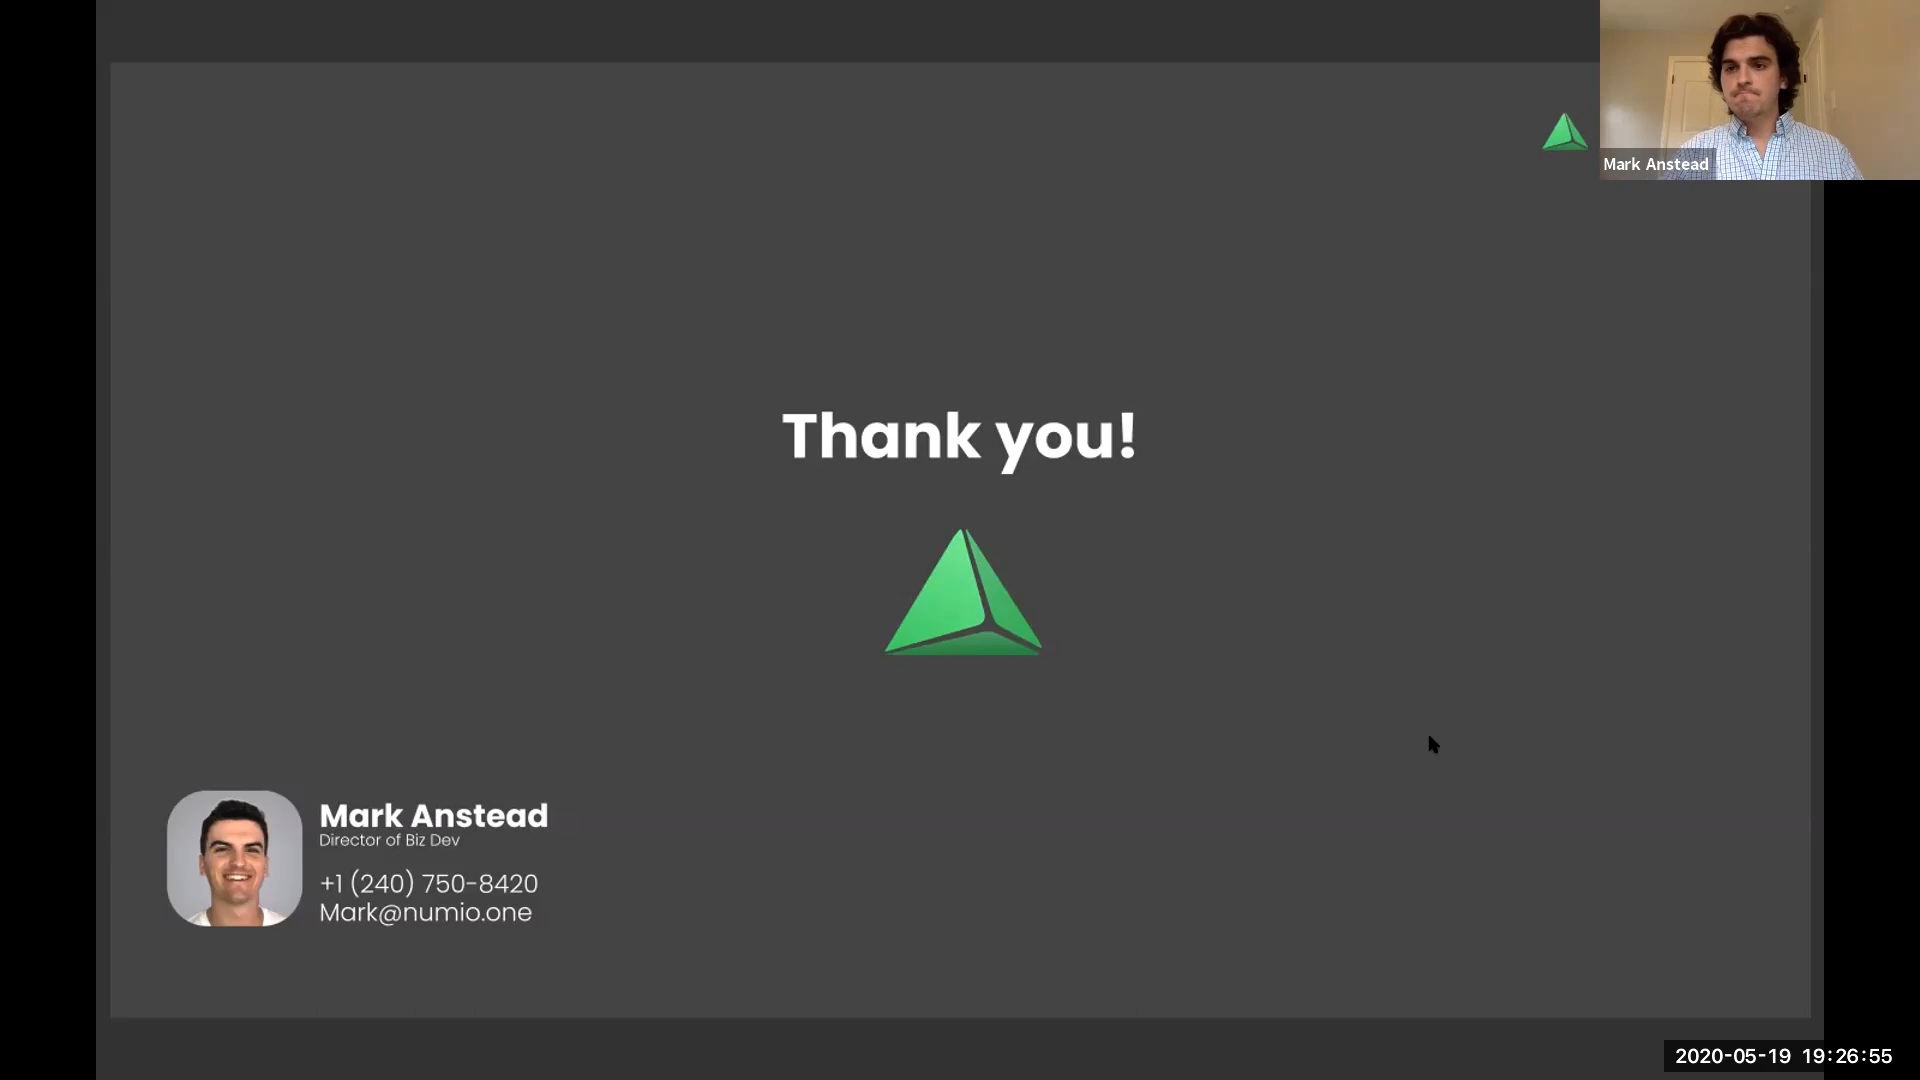 Mark Anstead
Thank you!
Mark Anstead
Director of Biz Dev
+1 (240) 750-8420
Mark@numio.one
2020-05-19 19:26:55